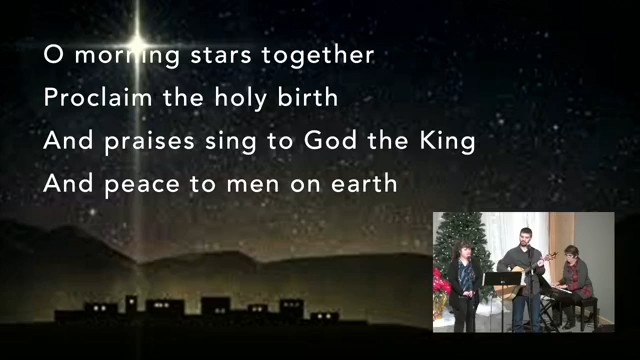 O morning stars together
Proclaim the holy birth
And praises sing to God the King
And peace to men on earth